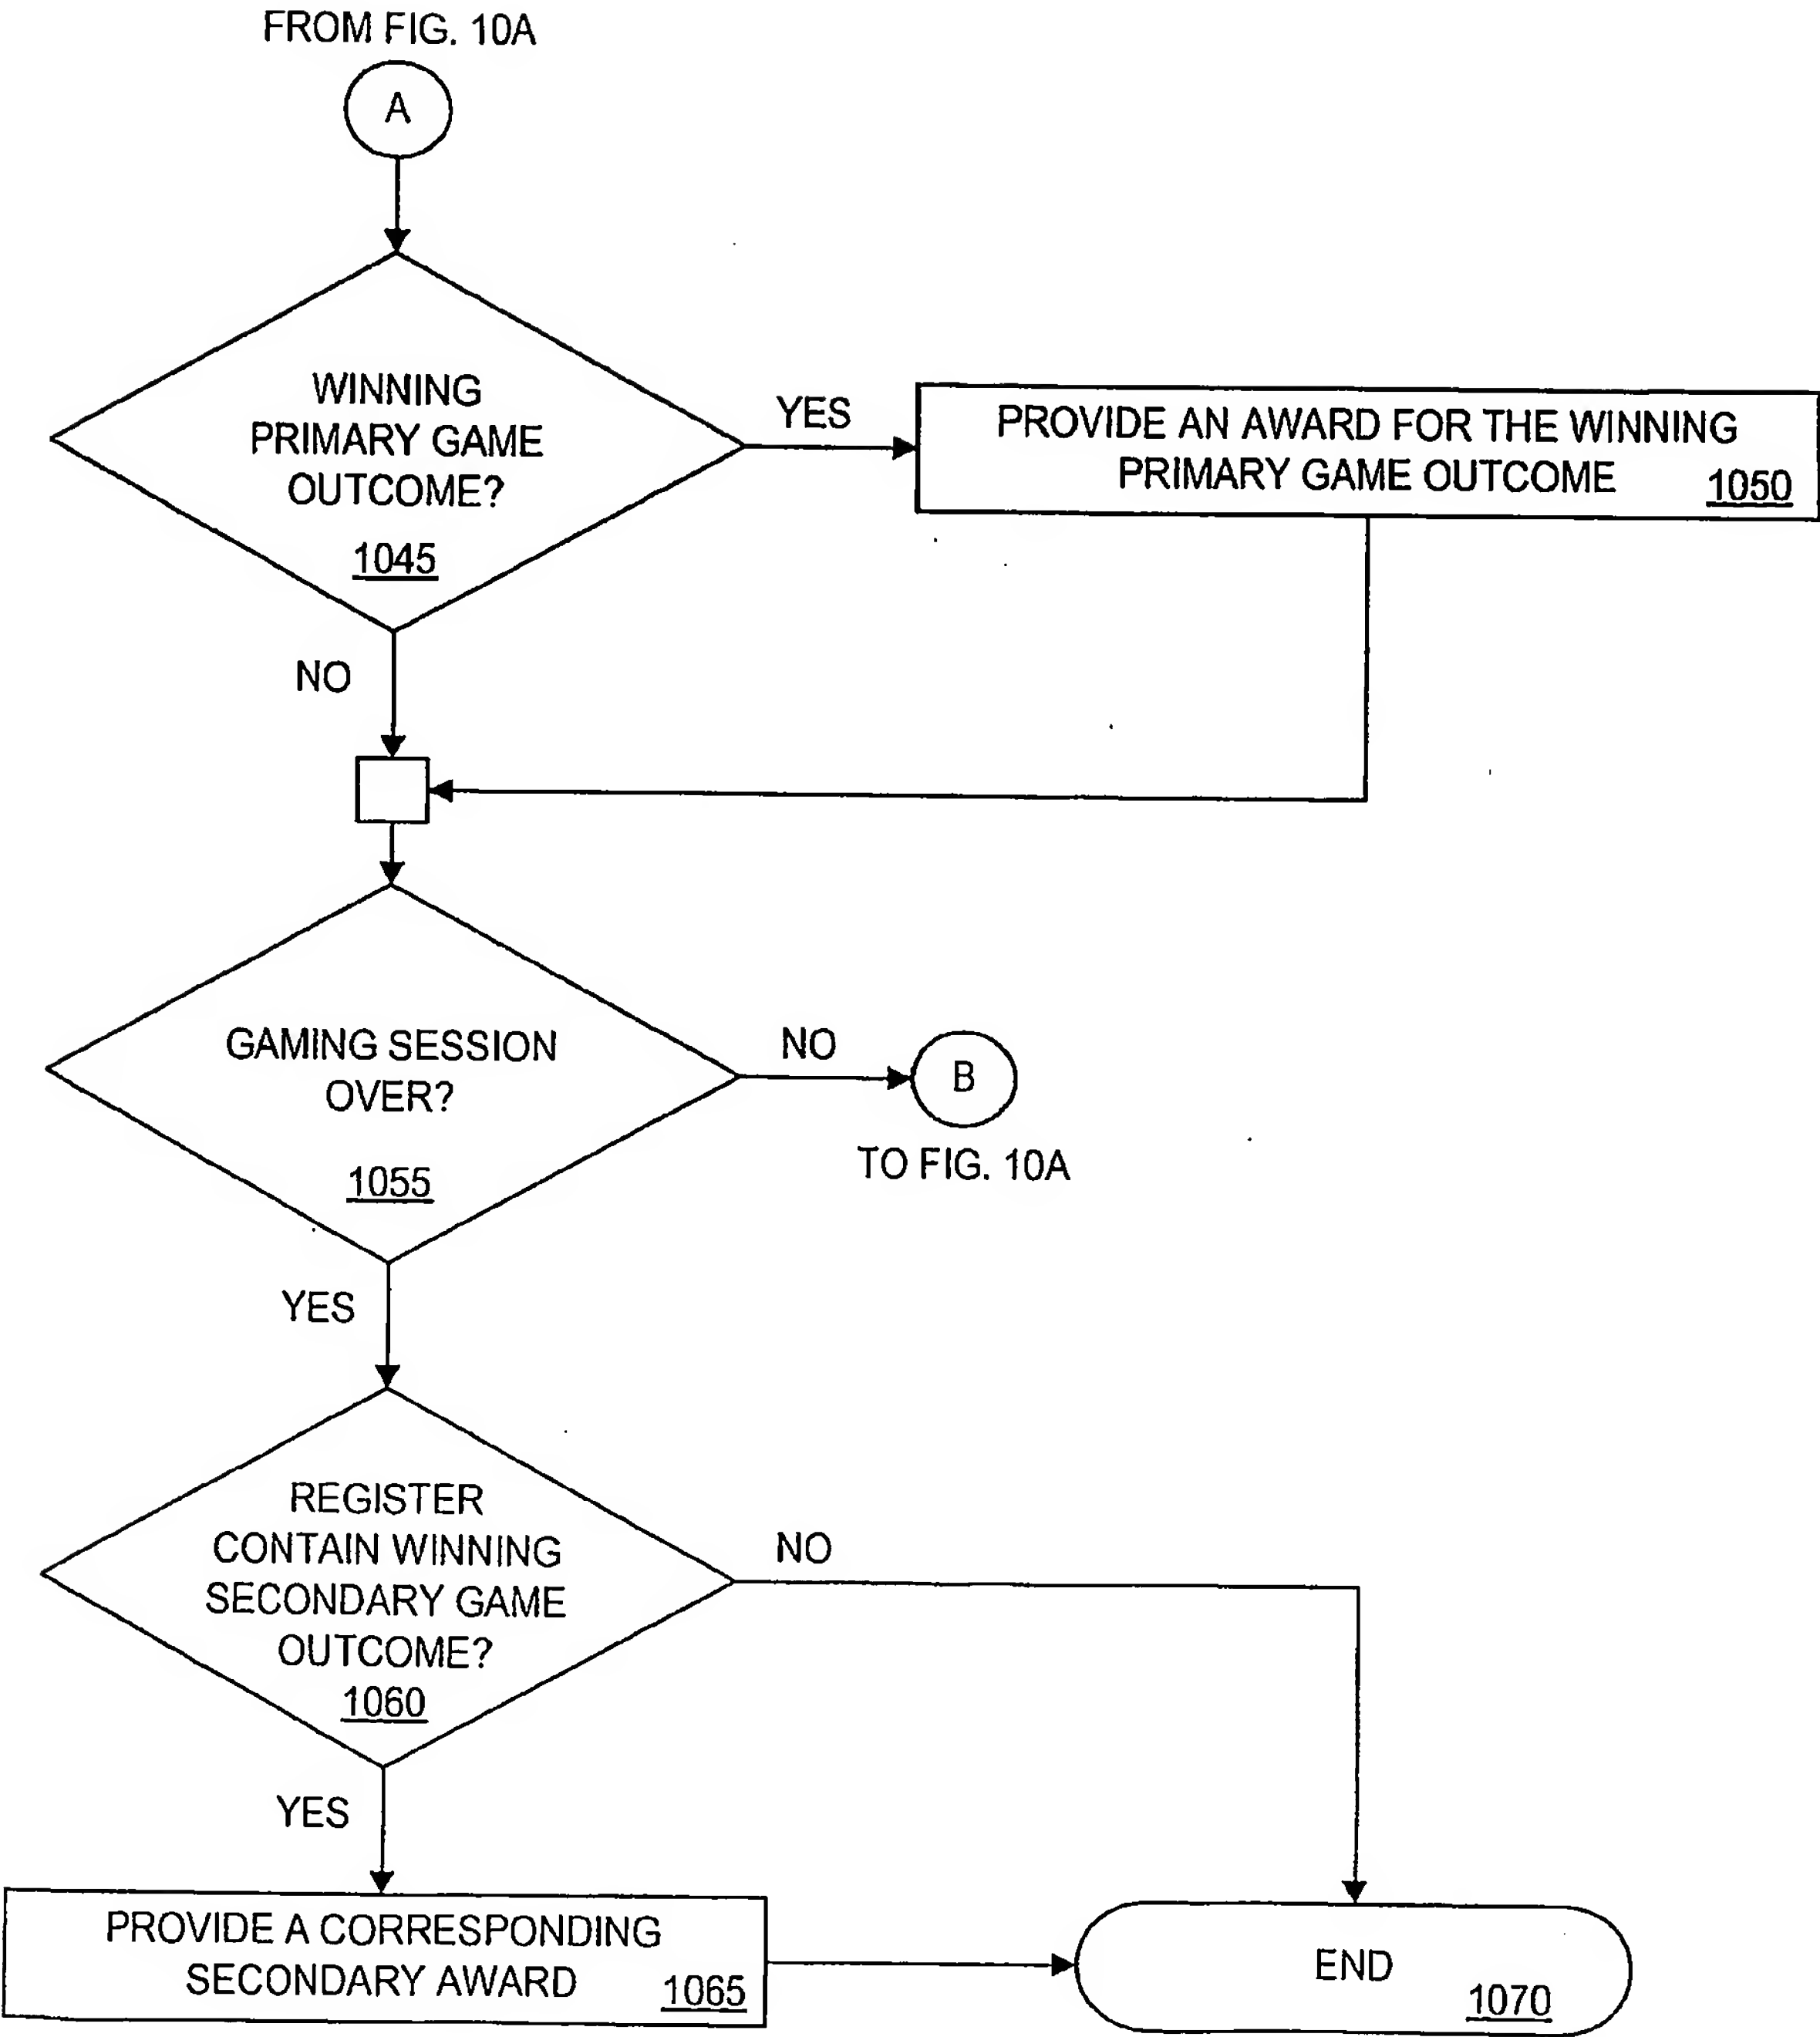 FROM FIG. 10A
A
WINNING
PRIMARY GAME
OUTCOME?
1045
YES
PROVIDE AN AWARD FOR THE WINNING
PRIMARY GAME OUTCOME
1050
NO
GAMING SESSION
OVER?
1055
NO
B
TO FIG. 10A
YES
REGISTER
CONTAIN WINNING
SECONDARY GAME
OUTCOME?
1060
NO
YES
PROVIDE A CORRESPONDING
SECONDARY AWARD
1065
END
1070